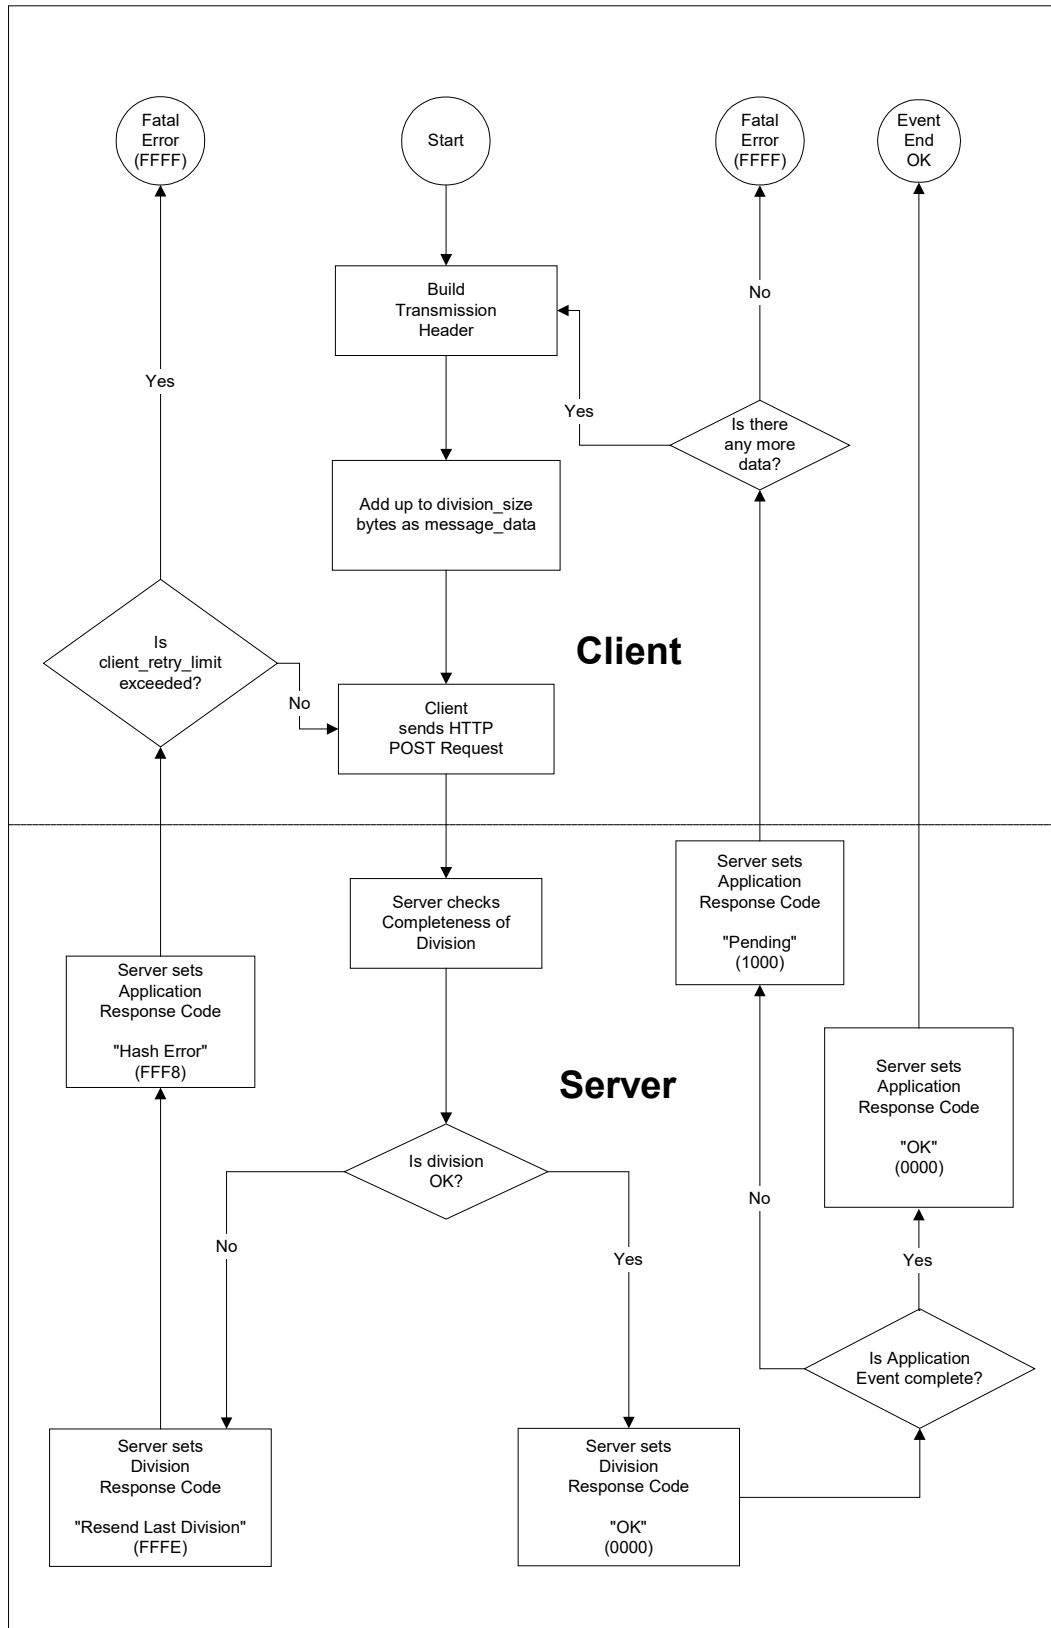 Fatal
Error
(FFFF)
Start
Fatal
Error
(FFFF)
Event
End
OK
Build
Transmission
Header
No
Yes
Yes
Is there
any more
data?
Add up to division_size
bytes as message_data
Is
client_retry_limit
exceeded?
Client
No
Client
sends HTTP
POST Request
Server sets
Application
Response Code
"Pending"
(1000)
Server checks
Completeness of
Division
Server sets
Application
Response Code
"Hash Error"
(FFF8)
Server
Server sets
Application
Response Code
"OK"
(0000)
Is division
OK?
No
No
Yes
Yes
Is Application
Event complete?
Server sets
Division
Response Code
"Resend Last Division"
(FFFE)
Server sets
Division
Response Code
"OK"
(0000)